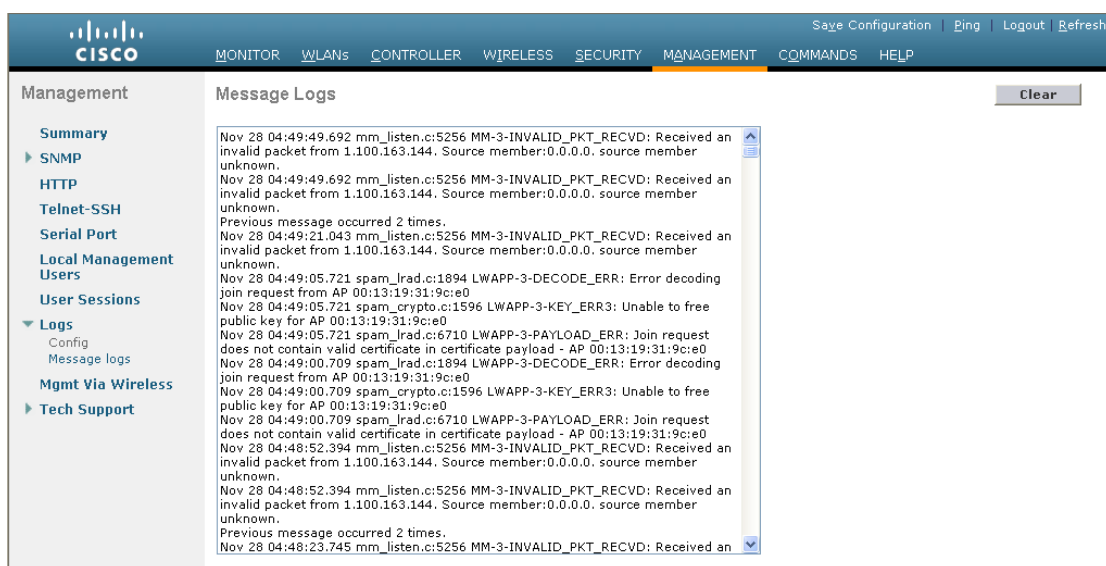 Save Configuration | Ping | Logout | Refresh
CISCO
MONITOR WLANs CONTROLLER WIRELESS SECURITY MANAGEMENT COMMANDS HELP
Management
Summary
SNMP
HTTP
Telnet-SSH
Serial Port
Local Management
Users
User Sessions
Logs
Config
Message logs
Mgmt Via Wireless
Tech Support
Message Logs
Clear
Nov 28 04:49:49.692 mm_listen.c:5256 MM-3-INVALID_PKT_RECVD: Received an
invalid packet from 1.100.163.144. Source member:0.0.0.0. source member
unknown.
Nov 28 04:49:49.692 mm_listen.c:5256 MM-3-INVALID_PKT_RECVD: Received an
invalid packet from 1.100.163.144. Source member:0.0.0.0. source member
unknown.
Previous message occurred 2 times.
Nov 28 04:49:21.043 mm_listen.c:5256 MM-3-INVALID_PKT_RECVD: Received an
invalid packet from 1.100.163.144. Source member:0.0.0.0. source member
unknown.
Nov 28 04:49:05.721 spam_lrad.c:1894 LWAPP-3-DECODE_ERR: Error decoding
join request from AP 00:13:19:31:9c:e0
Nov 28 04:49:05.721 spam_crypto.c:1596 LWAPP-3-KEY_ERR3: Unable to free
public key for AP 00:13:19:31:9c:e0
Nov 28 04:49:05.721 spam_lrad.c:6710 LWAPP-3-PAYLOAD_ERR: Join request
does not contain valid certificate in certificate payload - AP 00:13:19:31:9c:e0
Nov 28 04:49:00.709 spam_lrad.c:1894 LWAPP-3-DECODE_ERR: Error decoding
join request from AP 00:13:19:31:9c:e0
Nov 28 04:49:00.709 spam_crypto.c:1596 LWAPP-3-KEY_ERR3: Unable to free
public key for AP 00:13:19:31:9c:e0
Nov 28 04:49:00.709 spam_lrad.c:6710 LWAPP-3-PAYLOAD_ERR: Join request
does not contain valid certificate in certificate payload - AP 00:13:19:31:9c:e0
Nov 28 04:48:52.394 mm_listen.c:5256 MM-3-INVALID_PKT_RECVD: Received an
invalid packet from 1.100.163.144. Source member:0.0.0.0. source member
unknown.
Nov 28 04:48:52.394 mm_listen.c:5256 MM-3-INVALID_PKT_RECVD: Received an
invalid packet from 1.100.163.144. Source member:0.0.0.0. source member
unknown.
Previous message occurred 2 times.
Nov 28 04:48:23.745 mm_listen.c:5256 MM-3-INVALID_PKT_RECVD: Received an